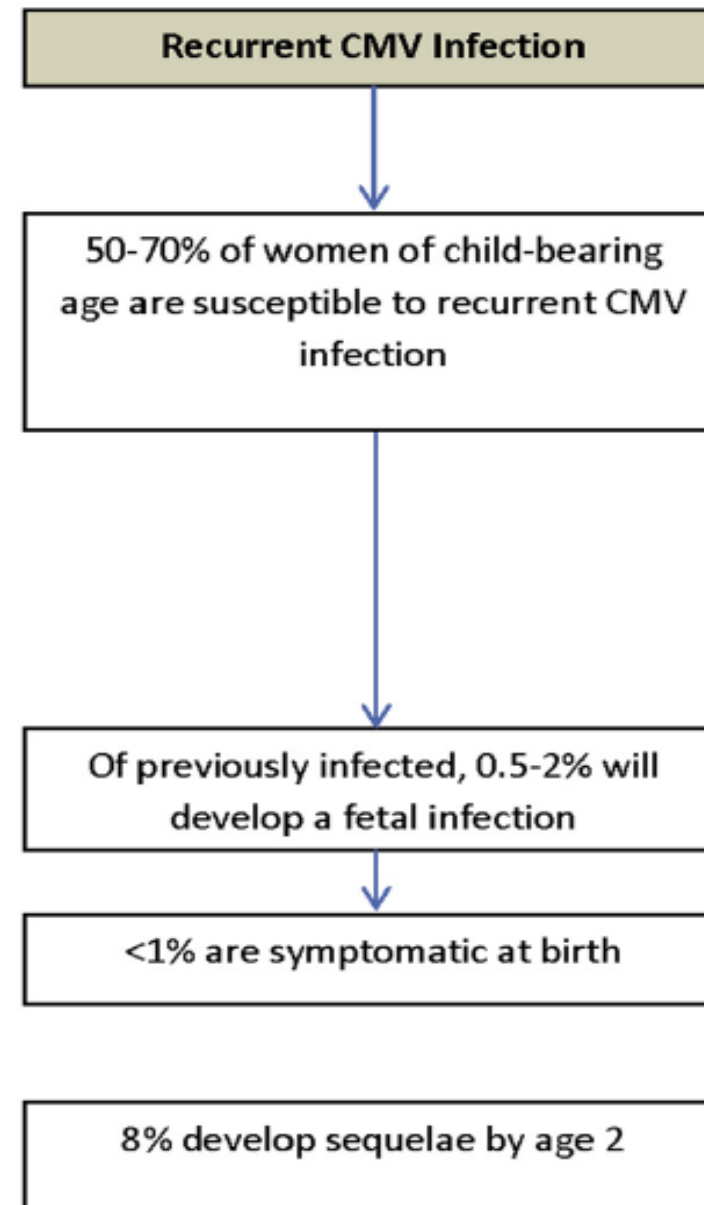 Recurrent CMV Infection
50-70% of women of child-bearing
age are susceptible to recurrent CMV
infection
Of previously infected, 0.5-2% will
develop a fetal infection
<1% are symptomatic at birth
8% develop sequelae by age 2